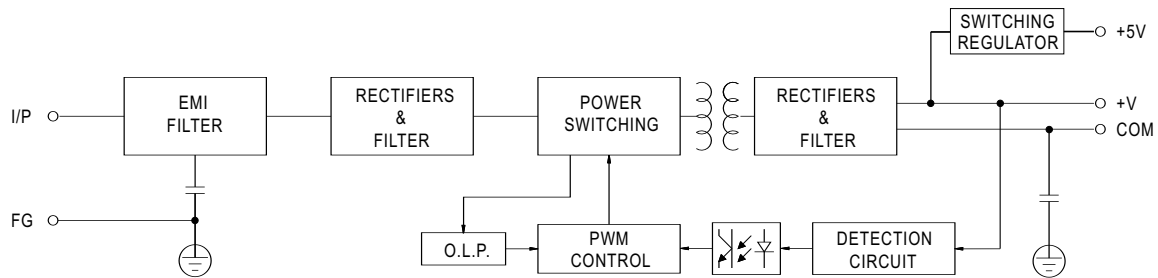 SWITCHING
REGULATOR
+5V
I/P
EMI
FILTER
RECTIFIERS
&
FILTER
POWER
SWITCHING
RECTIFIERS
&
FILTER
+V
COM
FG
O.L.P.
PWM
CONTROL
DETECTION
CIRCUIT